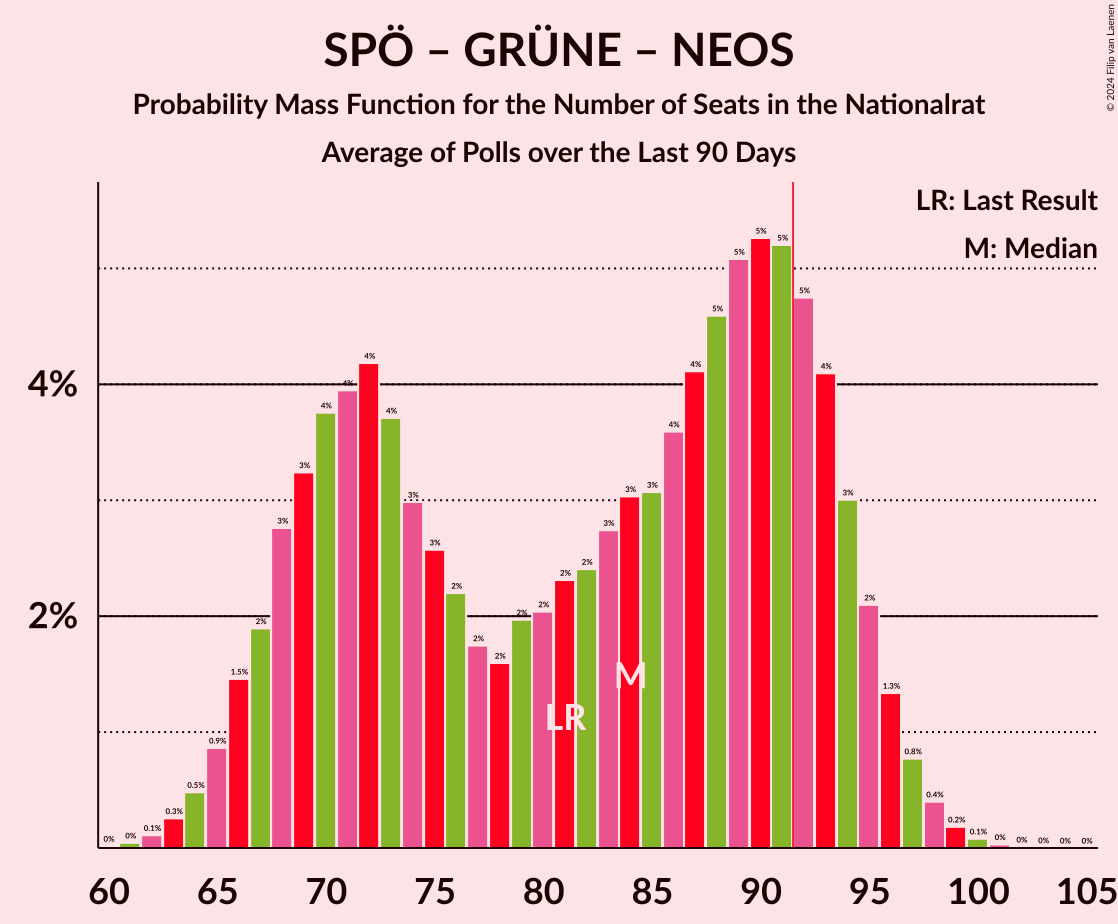 SPÖ – GRÜNE – NEOS
Probability Mass Function for the Number of Seats in the Nationalrat
Average of Polls over the Last 90 Days
© 2024 Filip van Laenen
LR: Last Result
M: Median
4%
2%
0% 0% 0.1% 0.3% 0.5% 0.9% 1.5% 2% 3% 3% 4% 4% 4% 4% 3% 3% 2% 2% 2% 2% 2% 2% 2% 3% 3% 3% 4% 4% 5% 5% 5% 5% 5% 4% 3% 2% 1.3% 0.8% 0.4% 0.2% 0.1% 0% 0% 0% 0% 0%
M
LR
60 65 70 75 80 85 90 95 100 105